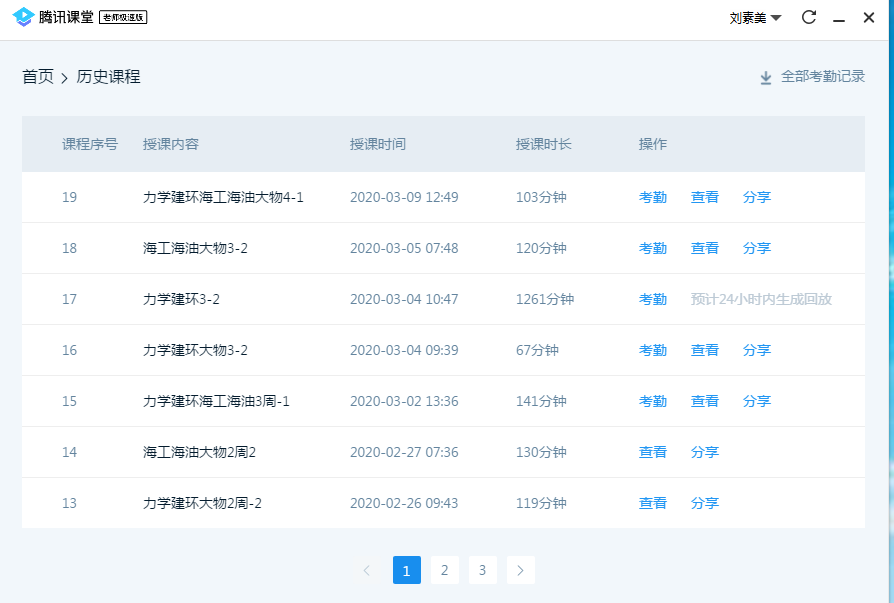 腾讯课堂 老师极速版 刘素美
首页 > 历史课程 全部考勤记录
课程序号 授课内容 授课时间 授课时长 操作
19 力学建环海工海油大物4-1 2020-03-09 12:49 103分钟 考勤 查看 分享
18 海工海油大物3-2 2020-03-05 07:48 120分钟 考勤 查看 分享
17 力学建环3-2 2020-03-04 10:47 1261分钟 考勤 预计24小时内生成回放
16 力学建环大物3-2 2020-03-04 09:39 67分钟 考勤 查看 分享
15 力学建环海工海油3周-1 2020-03-02 13:36 141分钟 考勤 查看 分享
14 海工海油大物2周2 2020-02-27 07:36 130分钟 查看 分享
13 力学建环大物2周-2 2020-02-26 09:43 119分钟 查看 分享
< 1 2 3 >